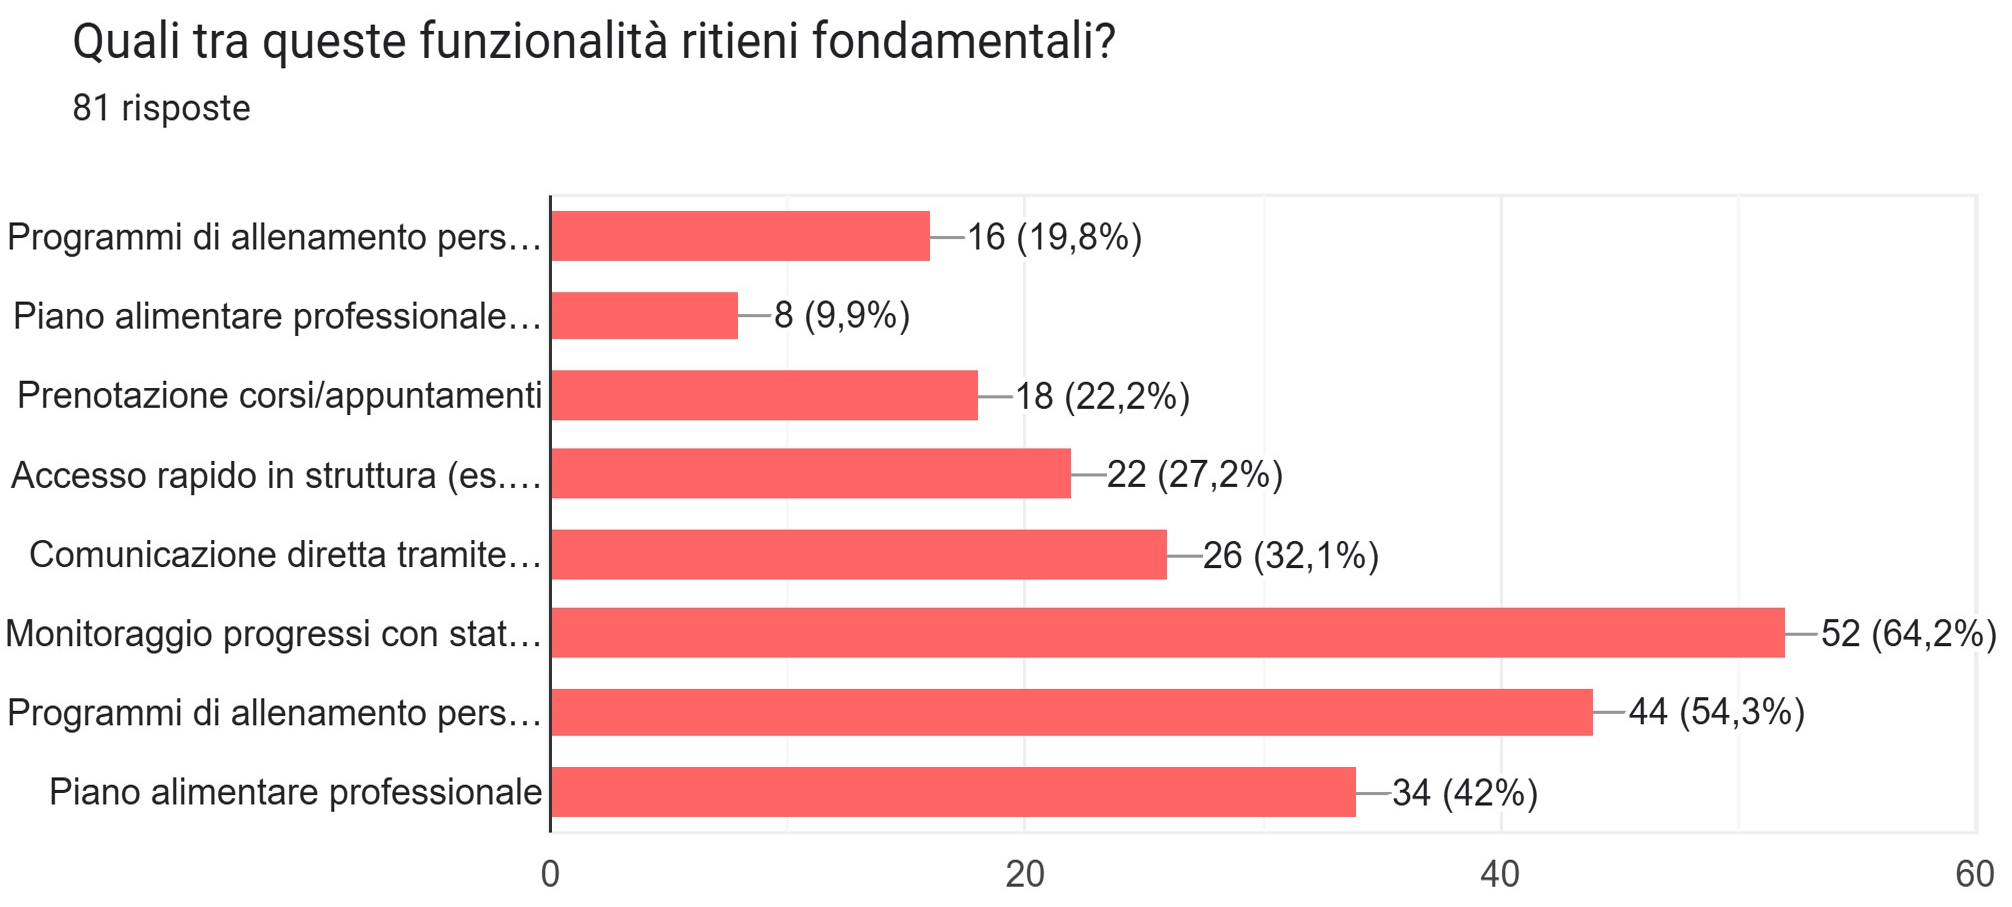 Quali tra queste funzionalità ritieni fondamentali?
81 risposte
Programmi di allenamento pers…
16 (19,8%)
Piano alimentare professionale…
8 (9,9%)
Prenotazione corsi/appuntamenti
18 (22,2%)
Accesso rapido in struttura (es.…
22 (27,2%)
Comunicazione diretta tramite…
26 (32,1%)
Monitoraggio progressi con stat…
52 (64,2%)
Programmi di allenamento pers…
44 (54,3%)
Piano alimentare professionale
34 (42%)
0 20 40 60